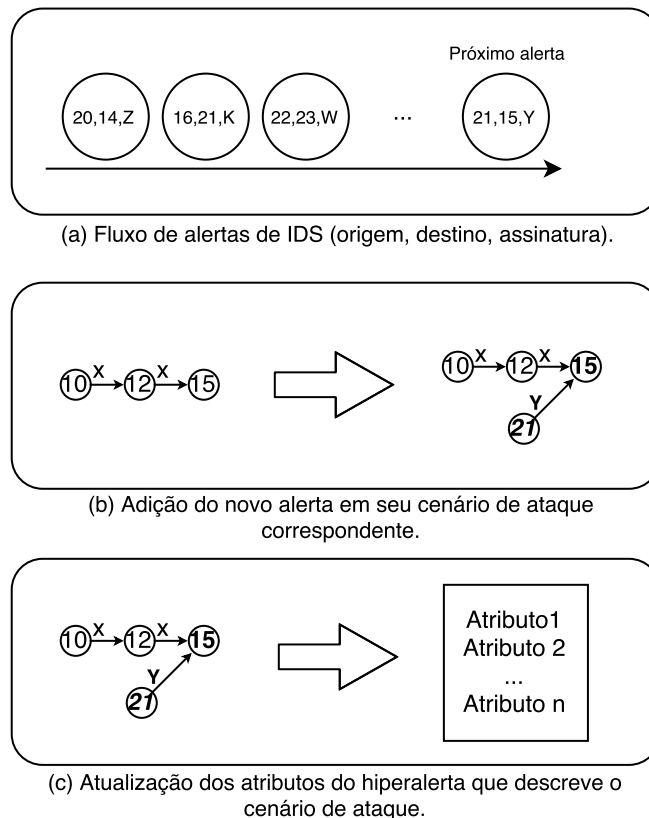 Próximo alerta
20,14,Z 16,21,K 22,23,W ... 21,15,Y
(a) Fluxo de alertas de IDS (origem, destino, assinatura).
10 X 12 X 15
10 X 12 X 15
Y
21
(b) Adição do novo alerta em seu cenário de ataque
correspondente.
10 X 12 X 15
Y
21
Atributo1
Atributo 2
...
Atributo n
(c) Atualização dos atributos do hiperalerta que descreve o
cenário de ataque.